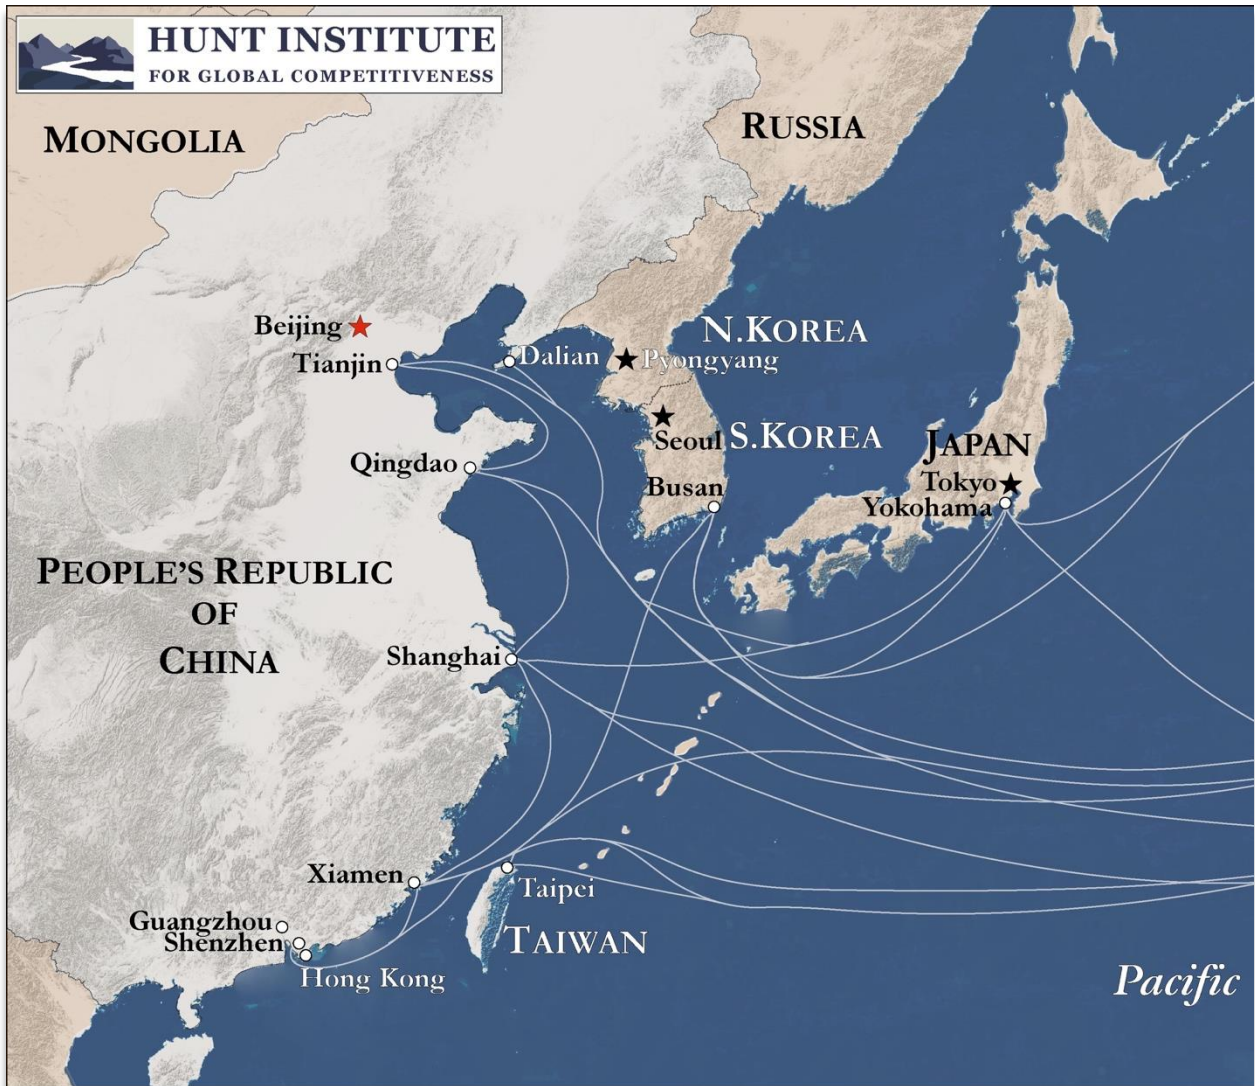 HUNT INSTITUTE
FOR GLOBAL COMPETITIVENESS
MONGOLIA
RUSSIA
Beijing
Tianjin
Dalian
N.KOREA
Pyongyang
Seoul
S.KOREA
JAPAN
Qingdao
Busan
Tokyo
Yokohama
PEOPLE'S REPUBLIC
OF
CHINA
Shanghai
Xiamen
Taipei
Guangzhou
Shenzhen
TAIWAN
Hong Kong
Pacific